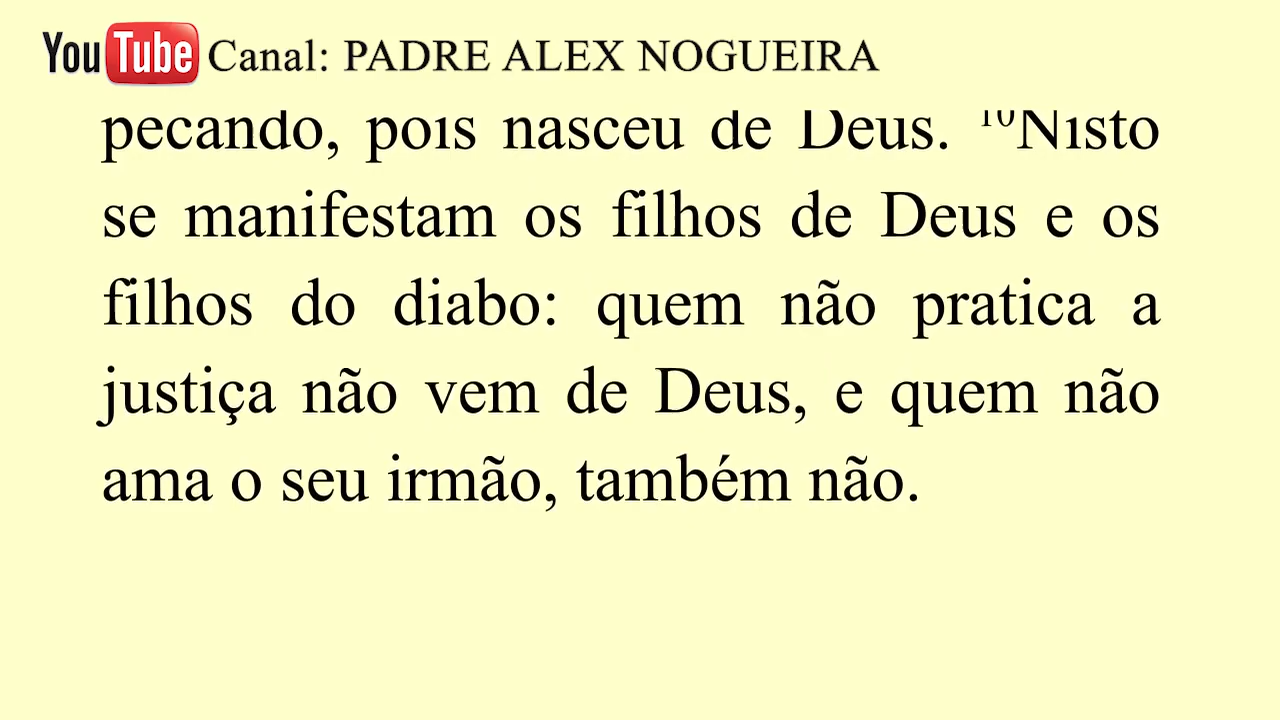 YouTube Canal: PADRE ALEX NOGUEIRA
pecando, pois nasceu de Deus. ¹⁰Nisto
se manifestam os filhos de Deus e os
filhos do diabo: quem não pratica a
justiça não vem de Deus, e quem não
ama o seu irmão, também não.